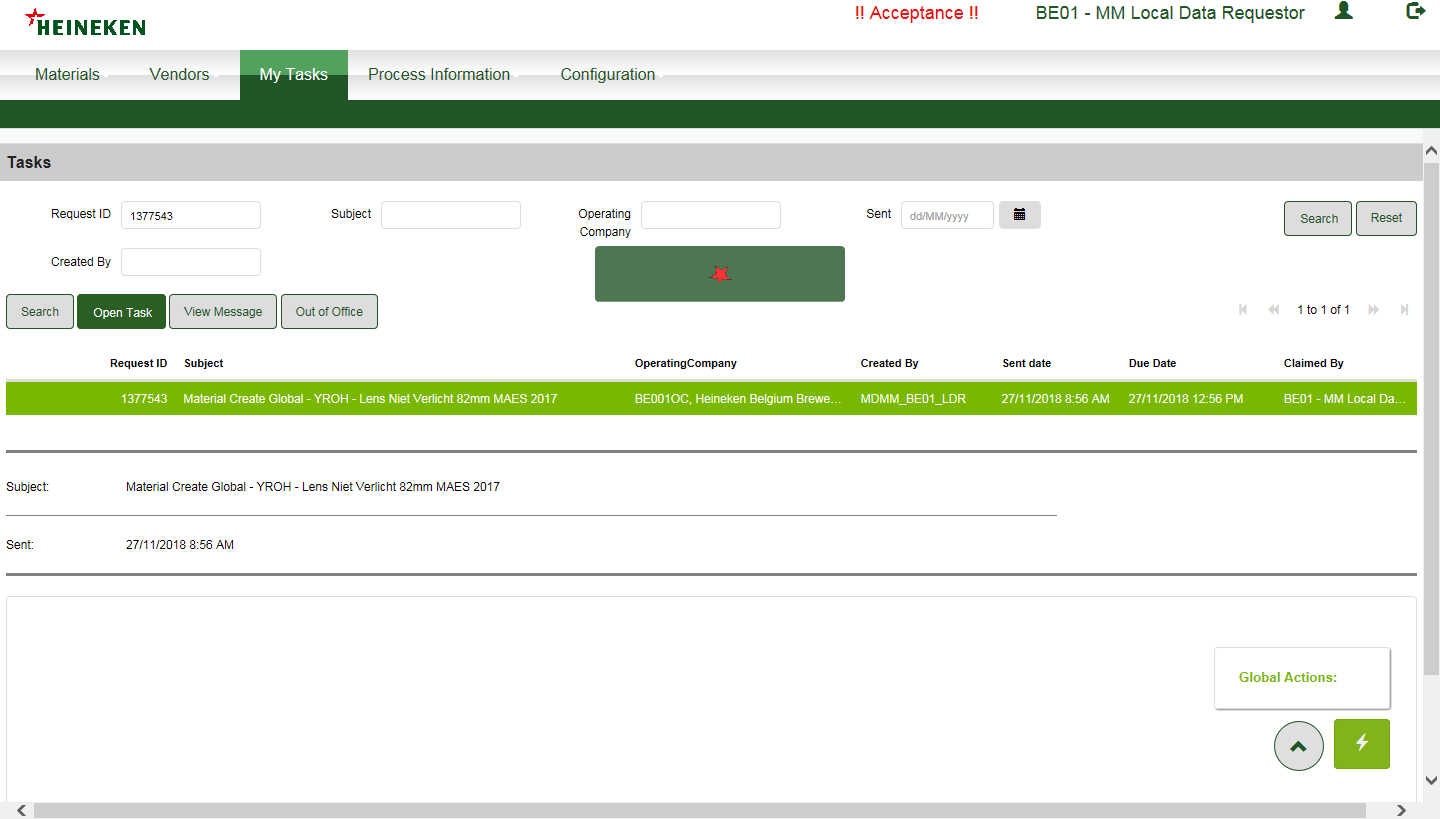 HEINEKEN
!! Acceptance !! BE01 - MM Local Data Requestor
Materials Vendors My Tasks Process Information Configuration
Tasks
Request ID 1377543 Subject Operating Company Sent dd/MM/yyyy Search Reset
Created By
Search Open Task View Message Out of Office 1 to 1 of 1
Request ID Subject OperatingCompany Created By Sent date Due Date Claimed By
1377543 Material Create Global - YROH - Lens Niet Verlicht 82mm MAES 2017 BE001OC, Heineken Belgium Brewe... MDMM_BE01_LDR 27/11/2018 8:56 AM 27/11/2018 12:56 PM BE01 - MM Local Da...
Subject: Material Create Global - YROH - Lens Niet Verlicht 82mm MAES 2017
Sent: 27/11/2018 8:56 AM
Global Actions: